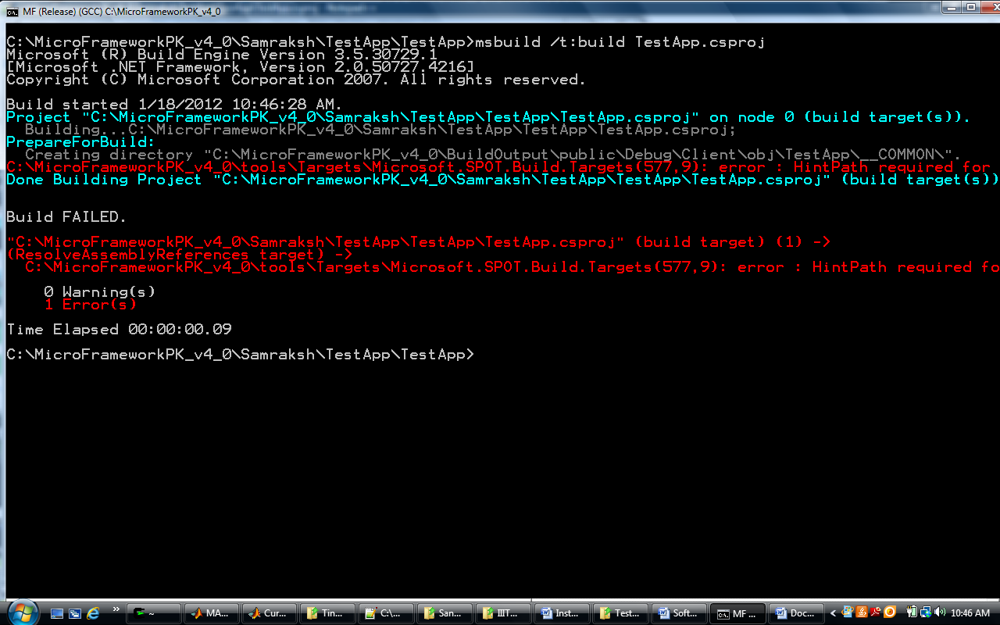 MF (Release) (GCC) C:\MicroFrameworkPK_v4_0
C:\MicroFrameworkPK_v4_0\Samraksh\TestApp\TestApp>msbuild /t:build TestApp.csproj
Microsoft (R) Build Engine Version 3.5.30729.1
[Microsoft .NET Framework, Version 2.0.50727.4216]
Copyright (C) Microsoft Corporation 2007. All rights reserved.
Build started 1/18/2012 10:46:28 AM.
Project "C:\MicroFrameworkPK_v4_0\Samraksh\TestApp\TestApp\TestApp.csproj" on node 0 (build target(s)).
Building...C:\MicroFrameworkPK_v4_0\Samraksh\TestApp\TestApp\TestApp.csproj;
PrepareForBuild:
Creating directory "C:\MicroFrameworkPK_v4_0\BuildOutput\public\Debug\Client\obj\TestApp\__COMMON\".
C:\MicroFrameworkPK_v4_0\tools\Targets\Microsoft.SPOT.Build.Targets(577,9): error : HintPath required for
Done Building Project "C:\MicroFrameworkPK_v4_0\Samraksh\TestApp\TestApp\TestApp.csproj" (build target(s))
Build FAILED.
"C:\MicroFrameworkPK_v4_0\Samraksh\TestApp\TestApp\TestApp.csproj" (build target) (1) ->
(ResolveAssemblyReferences target) ->
C:\MicroFrameworkPK_v4_0\tools\Targets\Microsoft.SPOT.Build.Targets(577,9): error : HintPath required fo
0 Warning(s)
1 Error(s)
Time Elapsed 00:00:00.09
C:\MicroFrameworkPK_v4_0\Samraksh\TestApp\TestApp>
~ MA... Cur... Tin... C:\... San... IIIT... Inst... Test... Soft... MF ... Doc... 10:46 AM